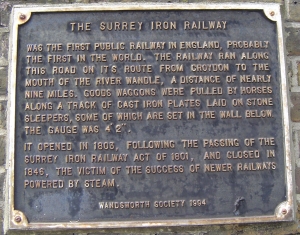 THE SURREY IRON RAILWAY
WAS THE FIRST PUBLIC RAILWAY IN ENGLAND, PROBABLY
THE FIRST IN THE WORLD. THE RAILWAY RAN ALONG
THIS ROAD ON IT'S ROUTE FROM CROYDON TO THE
MOUTH OF THE RIVER WANDLE, A DISTANCE OF NEARLY
NINE MILES. GOODS WAGGONS WERE PULLED BY HORSES
ALONG A TRACK OF CAST IRON PLATES LAID ON STONE
SLEEPERS, SOME OF WHICH ARE SET IN THE WALL BELOW.
THE GAUGE WAS 4' 2".
IT OPENED IN 1803, FOLLOWING THE PASSING OF THE
SURREY IRON RAILWAY ACT OF 1801, AND CLOSED IN
1846, THE VICTIM OF THE SUCCESS OF NEWER RAILWAYS
POWERED BY STEAM.
WANDSWORTH SOCIETY 1994